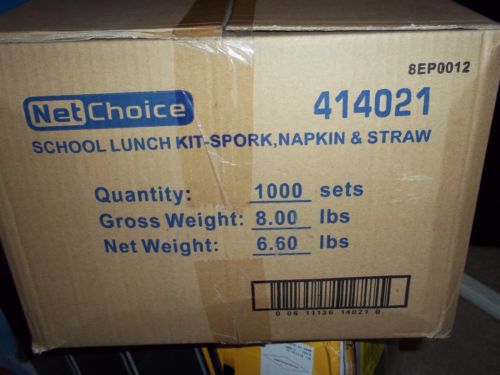 8EP0012
NetChoice 414021
SCHOOL LUNCH KIT-SPORK,NAPKIN & STRAW
Quantity: 1000 sets
Gross Weight: 8.00 lbs
Net Weight: 6.60 lbs
0 06 11136 14021 0